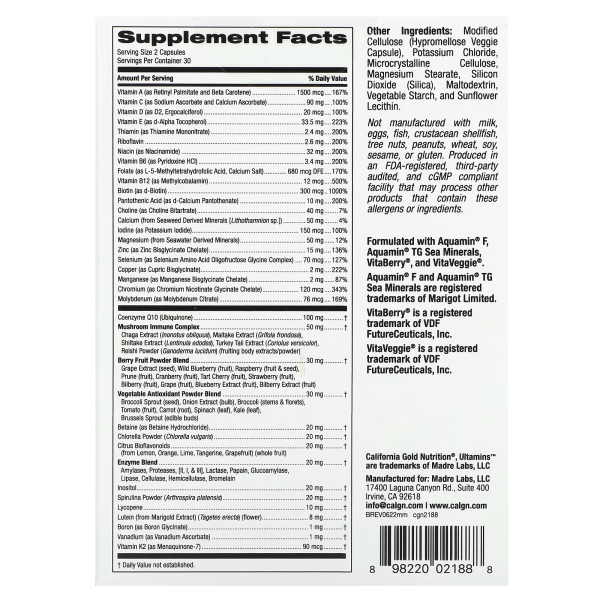 Supplement Facts
Serving Size 2 Capsules
Servings Per Container 30
Amount Per Serving % Daily Value
Vitamin A (as Retinyl Palmitate and Beta Carotene) 1500 mcg 167%
Vitamin C (as Sodium Ascorbate and Calcium Ascorbate) 90 mg 100%
Vitamin D (as D2, Ergocalciferol) 20 mcg 100%
Vitamin E (as d-Alpha Tocopherol) 33.5 mg 223%
Thiamin (as Thiamine Mononitrate) 2.4 mg 200%
Riboflavin 2.6 mg 200%
Niacin (as Niacinamide) 32 mg 200%
Vitamin B6 (as Pyridoxine HCl) 3.4 mg 200%
Folate (as L-5-Methyltetrahydrofolic Acid, Calcium Salt) 680 mcg DFE 170%
Vitamin B12 (as Methylcobalamin) 12 mcg 500%
Biotin (as d-Biotin) 300 mcg 1000%
Pantothenic Acid (as d-Calcium Pantothenate) 10 mg 200%
Choline (as Choline Bitartrate) 40 mg 7%
Calcium (from Seaweed Derived Minerals [Lithothamnion sp.]) 50 mg 4%
Iodine (as Potassium Iodide) 150 mcg 100%
Magnesium (from Seawater Derived Minerals) 50 mg 12%
Zinc (as Zinc Bisglycinate Chelate) 15 mg 136%
Selenium (as Selenium Amino Acid Oligofructose Glycine Complex) 70 mcg 127%
Copper (as Cupric Bisglycinate) 2 mg 222%
Manganese (as Manganese Bisglycinate Chelate) 2 mg 87%
Chromium (as Chromium Nicotinate Glycinate Chelate) 120 mcg 343%
Molybdenum (as Molybdenum Citrate) 76 mcg 169%
Coenzyme Q10 (Ubiquinone) 100 mg †
Mushroom Immune Complex 50 mg †
Chaga Extract (Inonotus obliquus), Maitake Extract (Grifola frondosa),
Shiitake Extract (Lentinula edodes), Turkey Tail Extract (Coriolus versicolor),
Reishi Powder (Ganoderma lucidum) (fruiting body extracts/powder)
Berry Fruit Powder Blend 30 mg †
Grape Extract (seed), Wild Blueberry (fruit), Raspberry (fruit & seed),
Prune (fruit), Cranberry (fruit), Tart Cherry (fruit), Strawberry (fruit),
Bilberry (fruit), Grape (fruit), Blueberry Extract (fruit), Bilberry Extract (fruit)
Vegetable Antioxidant Powder Blend 30 mg †
Broccoli Sprout (seed), Onion Extract (bulb), Broccoli (stems & florets),
Tomato (fruit), Carrot (root), Spinach (leaf), Kale (leaf),
Brussels Sprout (edible buds)
Betaine (as Betaine Hydrochloride) 20 mg †
Chlorella Powder (Chlorella vulgaris) 20 mg †
Citrus Bioflavonoids 20 mg †
(from Lemon, Orange, Lime, Tangerine, Grapefruit) (whole fruit)
Enzyme Blend 20 mg †
Amylases, Proteases, [I, II, & III], Lactase, Papain, Glucoamylase,
Lipase, Cellulase, Hemicellulase, Bromelain
Inositol 20 mg †
Spirulina Powder (Arthrospira platensis) 20 mg †
Lycopene 10 mg †
Lutein (from Marigold Extract) (Tagetes erecta) (flower) 8 mg †
Boron (as Boron Glycinate) 1 mg †
Vanadium (as Vanadium Ascorbate) 1 mg †
Vitamin K2 (as Menaquinone-7) 90 mcg †
† Daily Value not established.
Other Ingredients: Modified
Cellulose (Hypromellose Veggie
Capsule), Potassium Chloride,
Microcrystalline Cellulose,
Magnesium Stearate, Silicon
Dioxide (Silica), Maltodextrin,
Vegetable Starch, and Sunflower
Lecithin.
Not manufactured with milk,
eggs, fish, crustacean shellfish,
tree nuts, peanuts, wheat, soy,
sesame, or gluten. Produced in
an FDA-registered, third-party
audited, and cGMP compliant
facility that may process other
products that contain these
allergens or ingredients.
Formulated with Aquamin® F,
Aquamin® TG Sea Minerals,
VitaBerry®, and VitaVeggie®.
Aquamin® F and Aquamin® TG
Sea Minerals are registered
trademarks of Marigot Limited.
VitaBerry® is a registered
trademark of VDF
FutureCeuticals, Inc.
VitaVeggie® is a registered
trademark of VDF
FutureCeuticals, Inc.
California Gold Nutrition®, Ultamins™
are trademarks of Madre Labs, LLC
Manufactured for: Madre Labs, LLC
17400 Laguna Canyon Rd., Suite 400
Irvine, CA 92618
info@calgn.com | www.calgn.com
BREV0622mm cgn2188
8 98220 02188 8